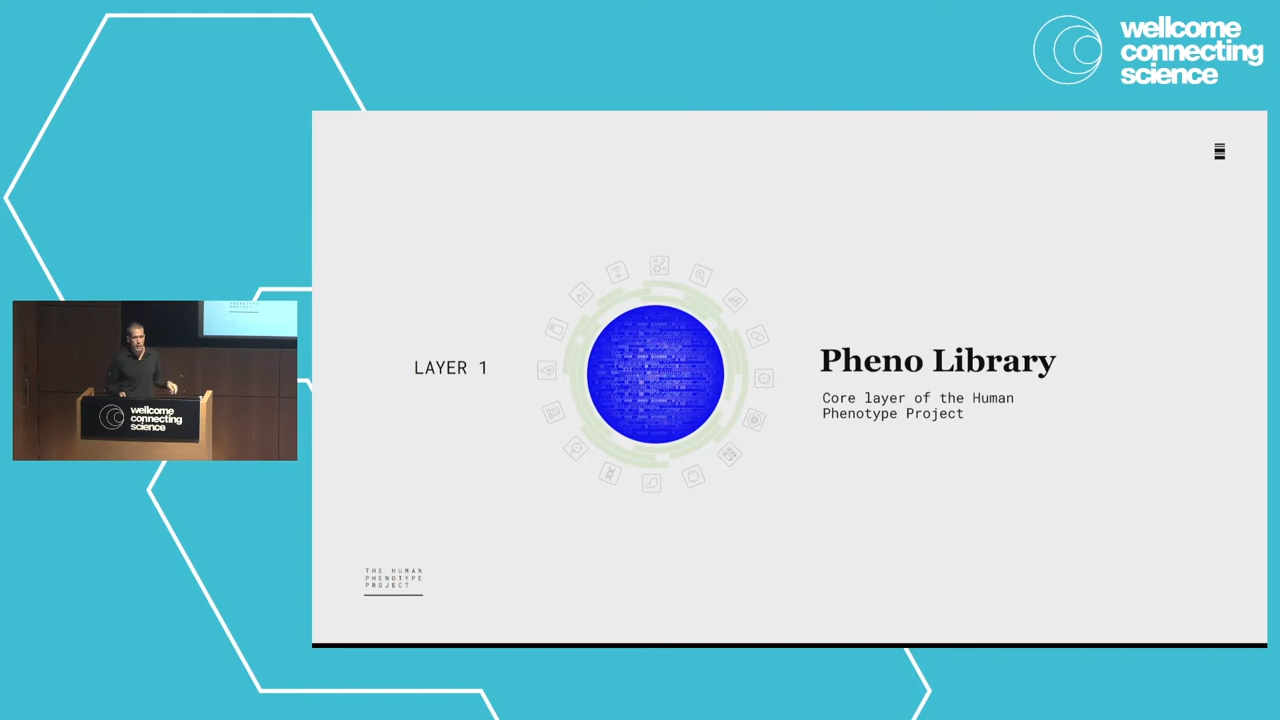 wellcome
connecting
science
LAYER 1
Pheno Library
Core layer of the Human
Phenotype Project
THE HUMAN
PHENOTYPE
PROJECT
wellcome
connecting
science